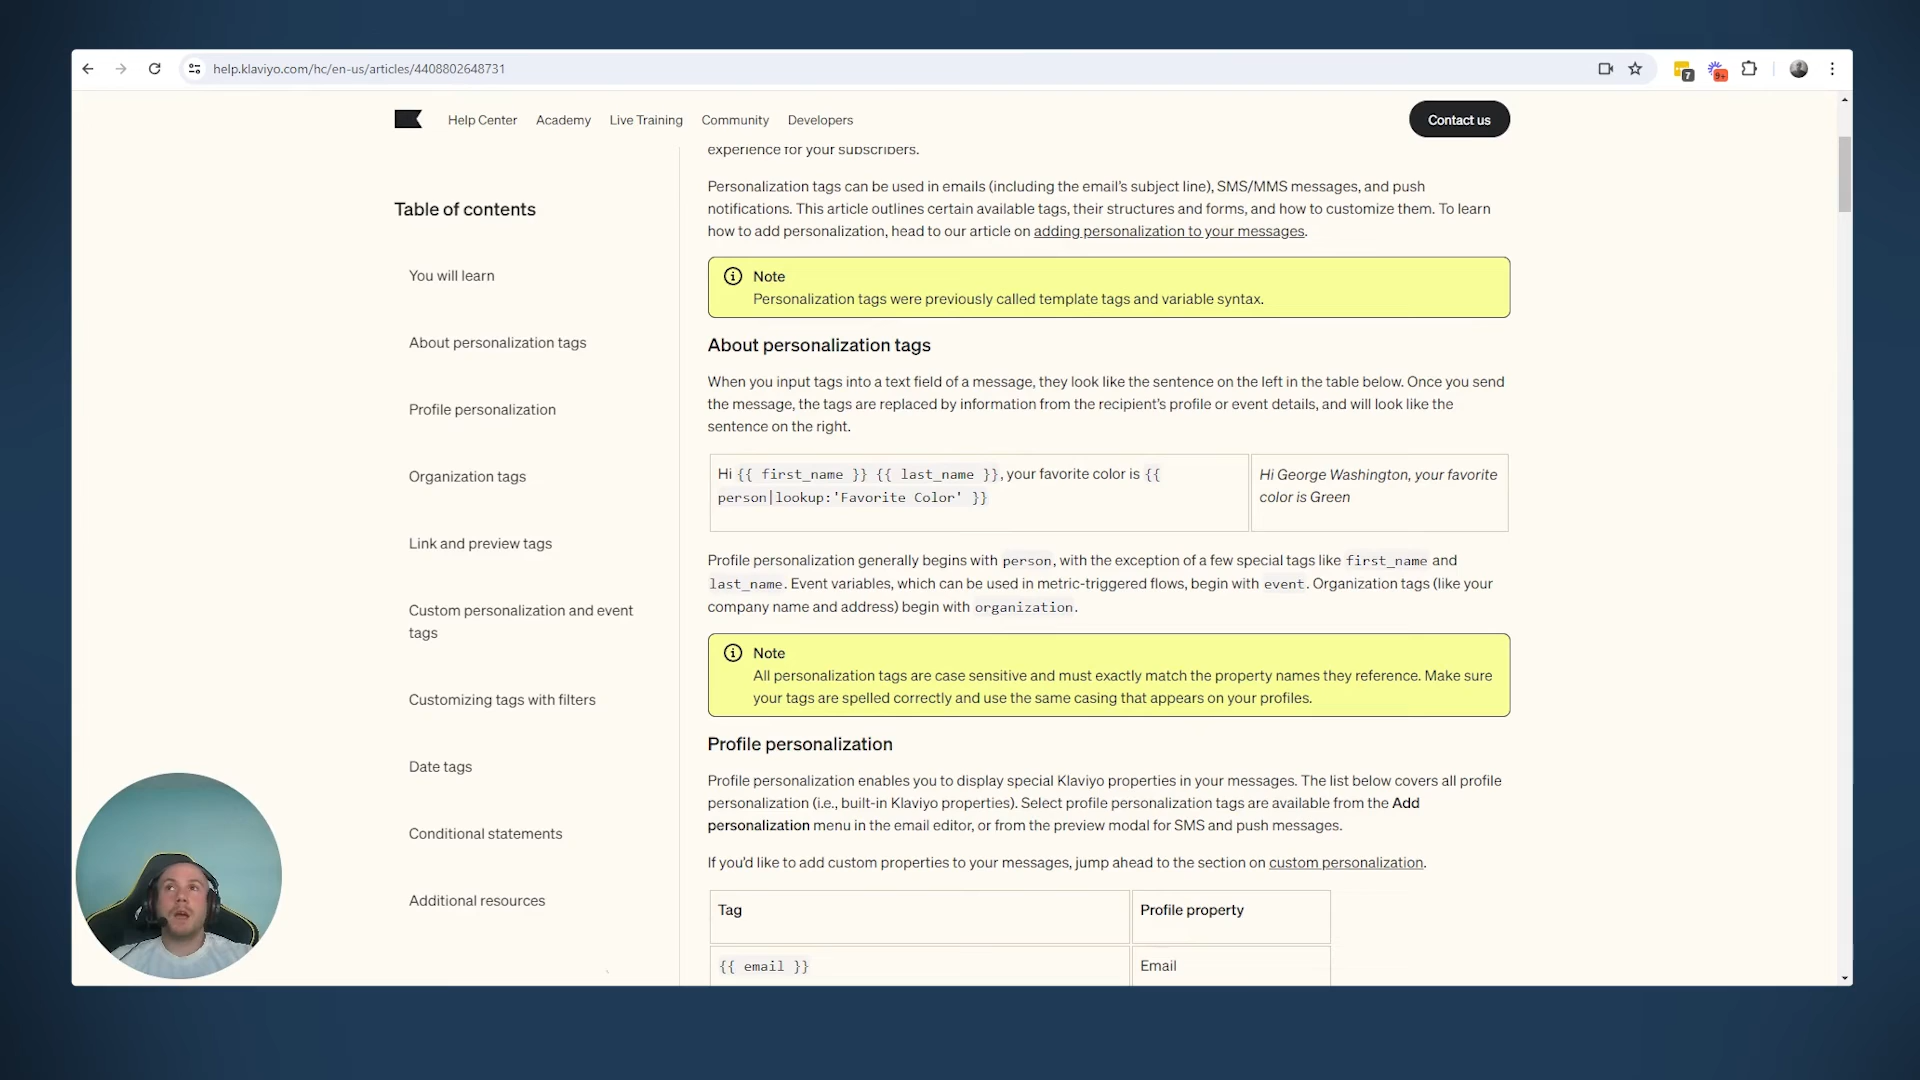 help.klaviyo.com/hc/en-us/articles/4408802648731
7
9+
Help Center
Academy
Live Training
Community
Developers
Contact us
Table of contents
You will learn
About personalization tags
Profile personalization
Organization tags
Link and preview tags
Custom personalization and event
tags
Customizing tags with filters
Date tags
Conditional statements
Additional resources
experience for your subscribers.
Personalization tags can be used in emails (including the email's subject line), SMS/MMS messages, and push
notifications. This article outlines certain available tags, their structures and forms, and how to customize them. To learn
how to add personalization, head to our article on adding personalization to your messages.
Note
Personalization tags were previously called template tags and variable syntax.
About personalization tags
When you input tags into a text field of a message, they look like the sentence on the left in the table below. Once you send
the message, the tags are replaced by information from the recipient's profile or event details, and will look like the
sentence on the right.
Hi {{ first_name }} {{ last_name }}, your favorite color is {{
person|lookup:'Favorite Color' }}
Hi George Washington, your favorite
color is Green
Profile personalization generally begins with person, with the exception of a few special tags like first_name and
last_name. Event variables, which can be used in metric-triggered flows, begin with event. Organization tags (like your
company name and address) begin with organization.
Note
All personalization tags are case sensitive and must exactly match the property names they reference. Make sure
your tags are spelled correctly and use the same casing that appears on your profiles.
Profile personalization
Profile personalization enables you to display special Klaviyo properties in your messages. The list below covers all profile
personalization (i.e., built-in Klaviyo properties). Select profile personalization tags are available from the Add
personalization menu in the email editor, or from the preview modal for SMS and push messages.
If you'd like to add custom properties to your messages, jump ahead to the section on custom personalization.
Tag
Profile property
{{ email }}
Email